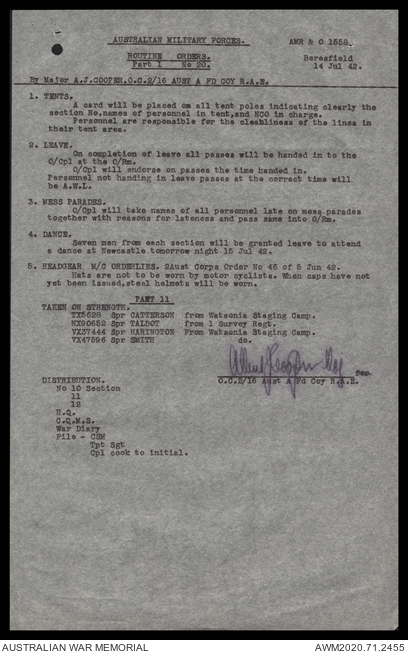 AUSTRALIAN MILITARY FORCES. AMR & O 1558.
ROUTINE ORDERS. Beresfield
Part 1 No 20. 14 Jul 42.
By Major A.J.COOPER,O.C.2/16 AUST A FD COY R.A.E.
1. TENTS.
A card will be placed on all tent poles indicating clearly the
section No,names of personnel in tent,and NCO in charge.
Personnel are responsible for the cleabliness of the lines in
their tent area.
2. LEAVE.
On completion of leave all passes will be handed in to the
O/Cpl at the O/Rm.
O/Cpl will endorse on passes the time handed in.
Personnel not handing in leave passes at the correct time will
be A.W.L.
3. MESS PARADES.
O/Cpl will take names of all personnel late on mess parades
together with reasons for lateness and pass same into O/Rm.
4. DANCE.
Seven men from each section will be granted leave to attend
a dance at Newcastle tomorrow night 15 Jul 42.
5. HEADGEAR M/C ORDERLIES. 2Aust Corps Order No 46 of 5 Jun 42.
Hats are not to be worn by motor cyclists. When caps have not
yet been issued,steel helmets will be worn.
PART 11
TAKEN ON STRENGTH.
TX5628 Spr CATTERSON from Watsonia Staging Camp.
NX90652 Spr TALBOT from 1 Survey Regt.
VX37444 Spr HARINGTON From Watsonia Staging Camp.
VX47596 Spr SMITH do.
O.C.2/16 Aust A Fd Coy R.A.E.
DISTRIBUTION.
No 10 Section
11
12
H.Q.
C.Q.M.S.
War Diary
File - CSM
Tpt Sgt
Cpl cook to initial.
AUSTRALIAN WAR MEMORIAL AWM2020.71.2455